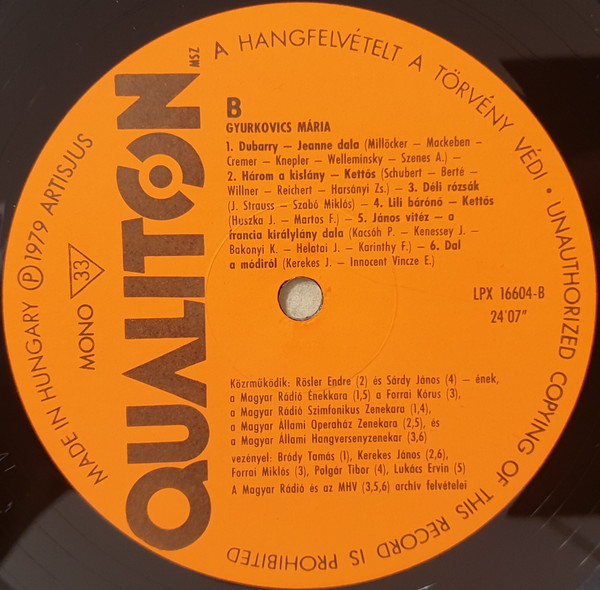 A HANGFELVÉTELT A TÖRVÉNY VÉDI • UNAUTHORIZED COPYING OF THIS RECORD IS PROHIBITED
MADE IN HUNGARY Ⓟ 1979 ARTISJUS
QUALITON
MSZ
MONO 33
B
GYURKOVICS MÁRIA
1. Dubarry – Jeanne dala (Millöcker – Mackeben –
Cremer – Knepler – Welleminsky – Szenes A.) –
2. Három a kislány – Kettős (Schubert – Berté –
Willner – Reichert – Harsányi Zs.) – 3. Déli rózsák
(J. Strauss – Szabó Miklós) – 4. Lili bárónő – Kettős
(Huszka J. – Martos F.) – 5. János vitéz – a
francia királylány dala (Kacsóh P. – Kenessey J. –
Bakonyi K. – Heltai J. – Karinthy F.) – 6. Dal
a módiról (Kerekes J. – Innocent Vincze E.)
LPX 16604-B
24'07"
Közrműködik: Rösler Endre (2) és Sárdy János (4) – ének,
a Magyar Rádió Énekkara (1,5) a Forrai Kórus (3),
a Magyar Rádió Szimfonikus Zenekara (1,4),
a Magyar Állami Operaház Zenekara (2,5), és
a Magyar Állami Hangversenyzenekar (3,6)
vezényel: Bródy Tamás (1), Kerekes János (2,6),
Forrai Miklós (3), Polgár Tibor (4), Lukács Ervin (5)
A Magyar Rádió és az MHV (3,5,6) archív felvételei